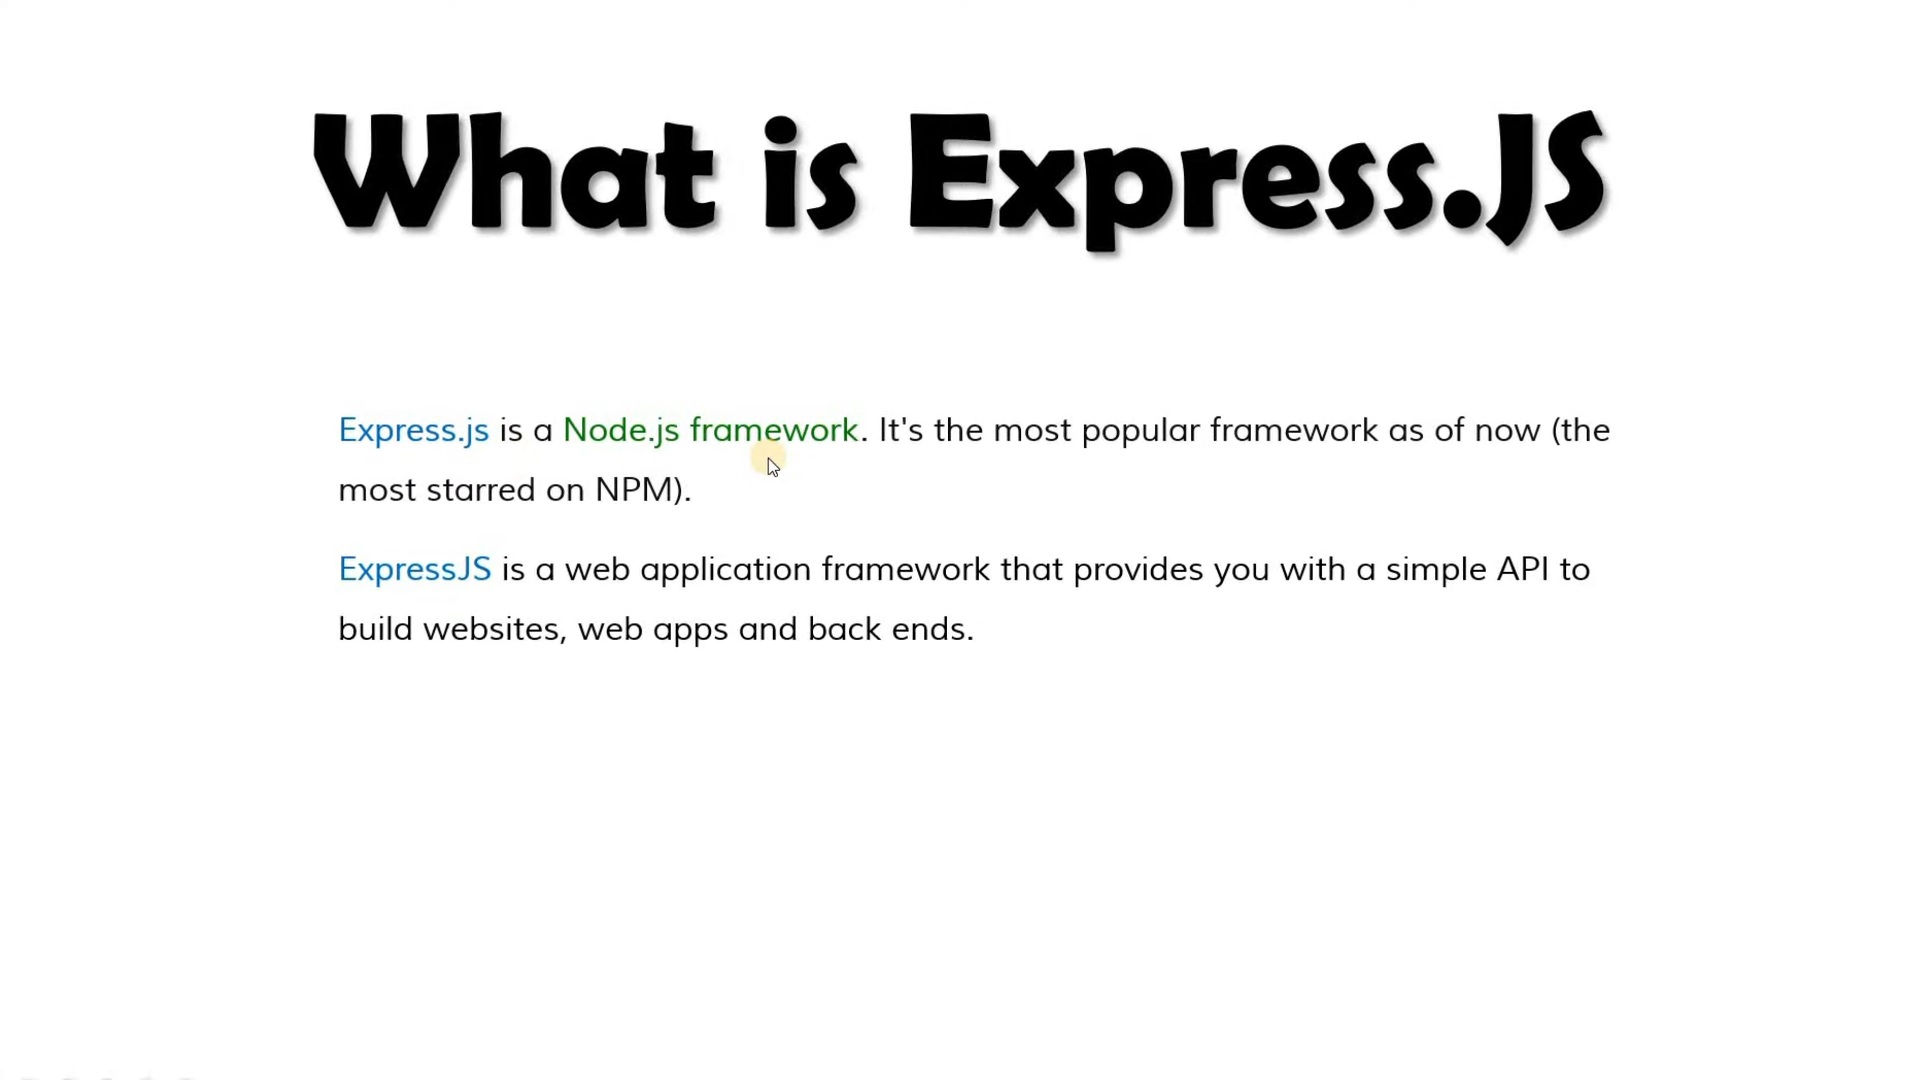 What is Express.JS
Express.js is a Node.js framework. It's the most popular framework as of now (the
most starred on NPM).
ExpressJS is a web application framework that provides you with a simple API to
build websites, web apps and back ends.